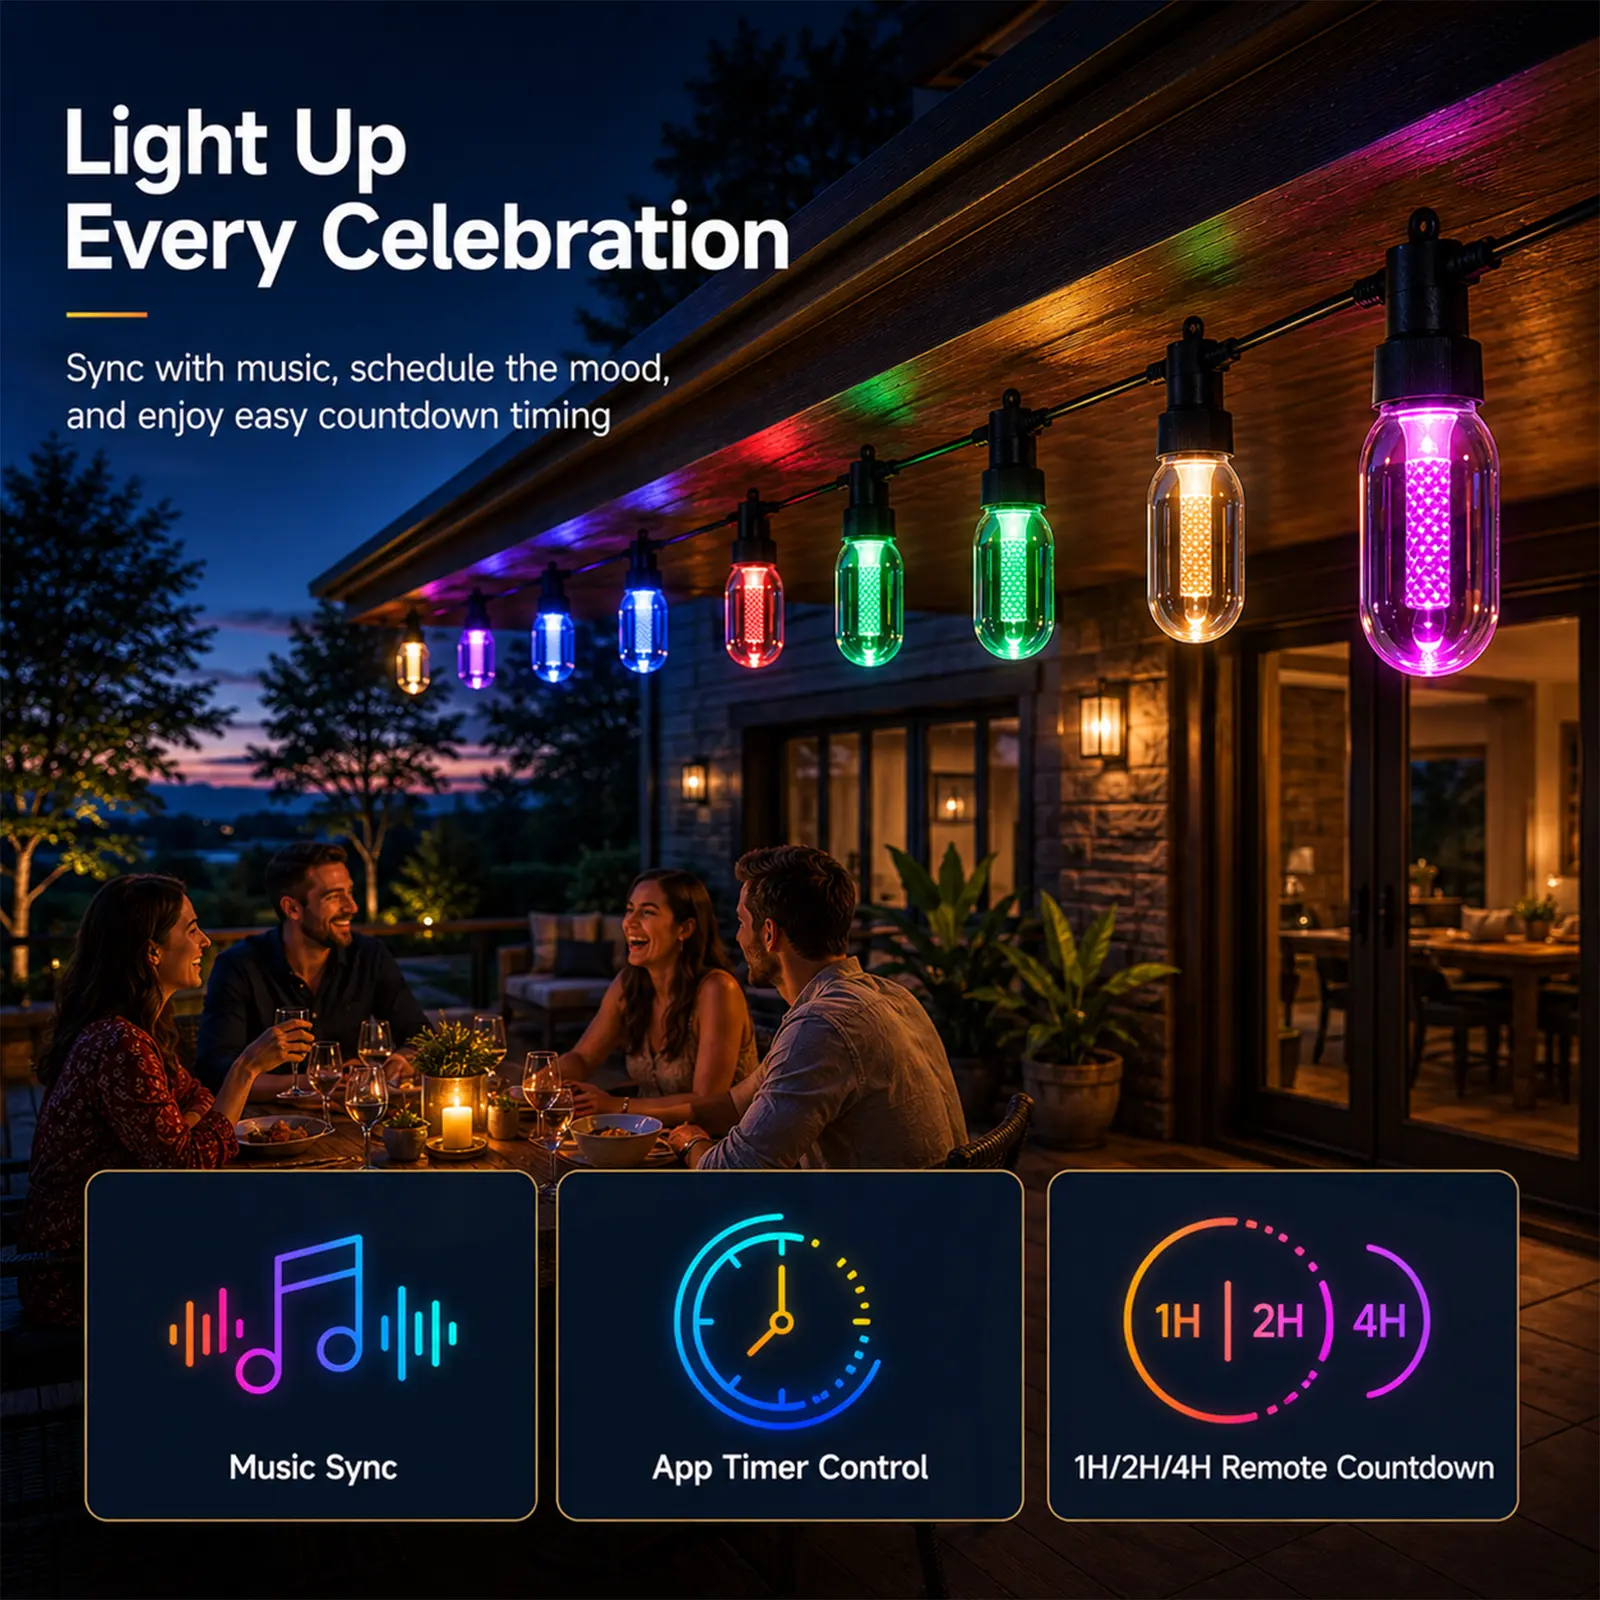 Light Up
Every Celebration
Sync with music, schedule the mood,
and enjoy easy countdown timing
1H | 2H 4H
Music Sync
App Timer Control
1H/2H/4H Remote Countdown